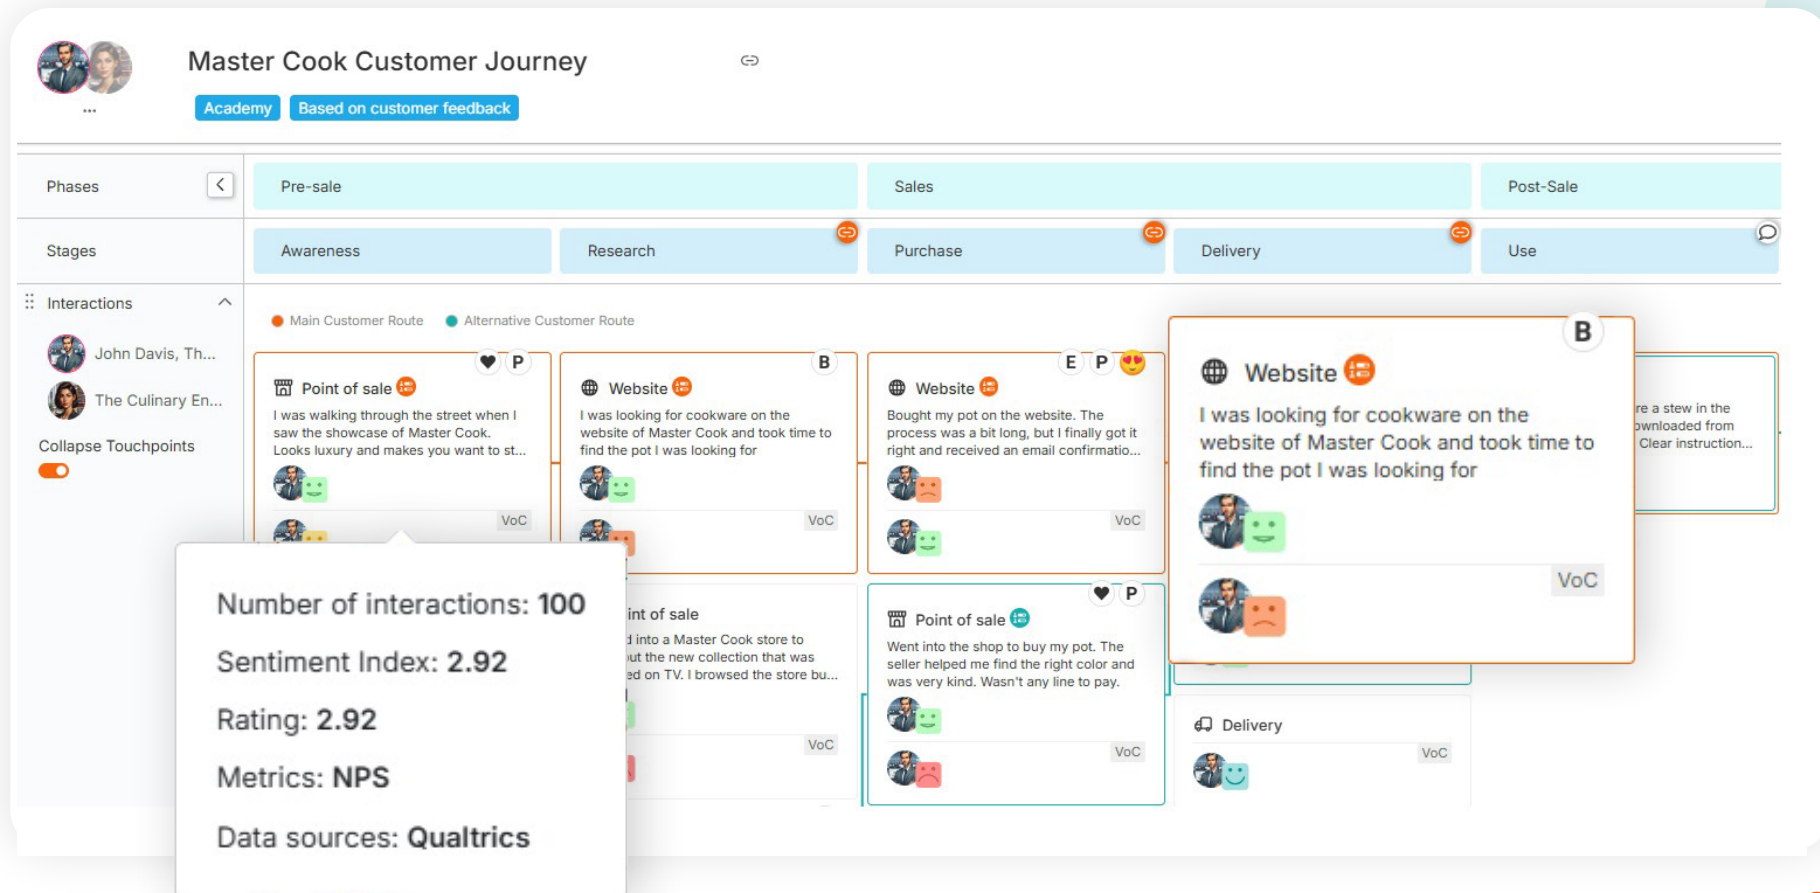 Master Cook Customer Journey
...
Academy
Based on customer feedback
Phases
Pre-sale
Sales
Post-Sale
Stages
Awareness
Research
Purchase
Delivery
Use
Interactions
John Davis, Th...
The Culinary En...
Collapse Touchpoints
Main Customer Route
Alternative Customer Route
P
Point of sale
I was walking through the street when I
saw the showcase of Master Cook.
Looks luxury and makes you want to st...
VoC
B
Website
I was looking for cookware on the
website of Master Cook and took time to
find the pot I was looking for
VoC
E P
Website
Bought my pot on the website. The
process was a bit long, but I finally got it
right and received an email confirmatio...
VoC
B
Website
I was looking for cookware on the
website of Master Cook and took time to
find the pot I was looking for
VoC
a stew in the
from
Clear instruction...
Number of interactions: 100
Sentiment Index: 2.92
Rating: 2.92
Metrics: NPS
Data sources: Qualtrics
of sale
into a Master Cook store to
the new collection that was
on TV. I browsed the store bu...
VoC
P
Point of sale
Went into the shop to buy my pot. The
seller helped me find the right color and
was very kind. Wasn't any line to pay.
VoC
Delivery
VoC